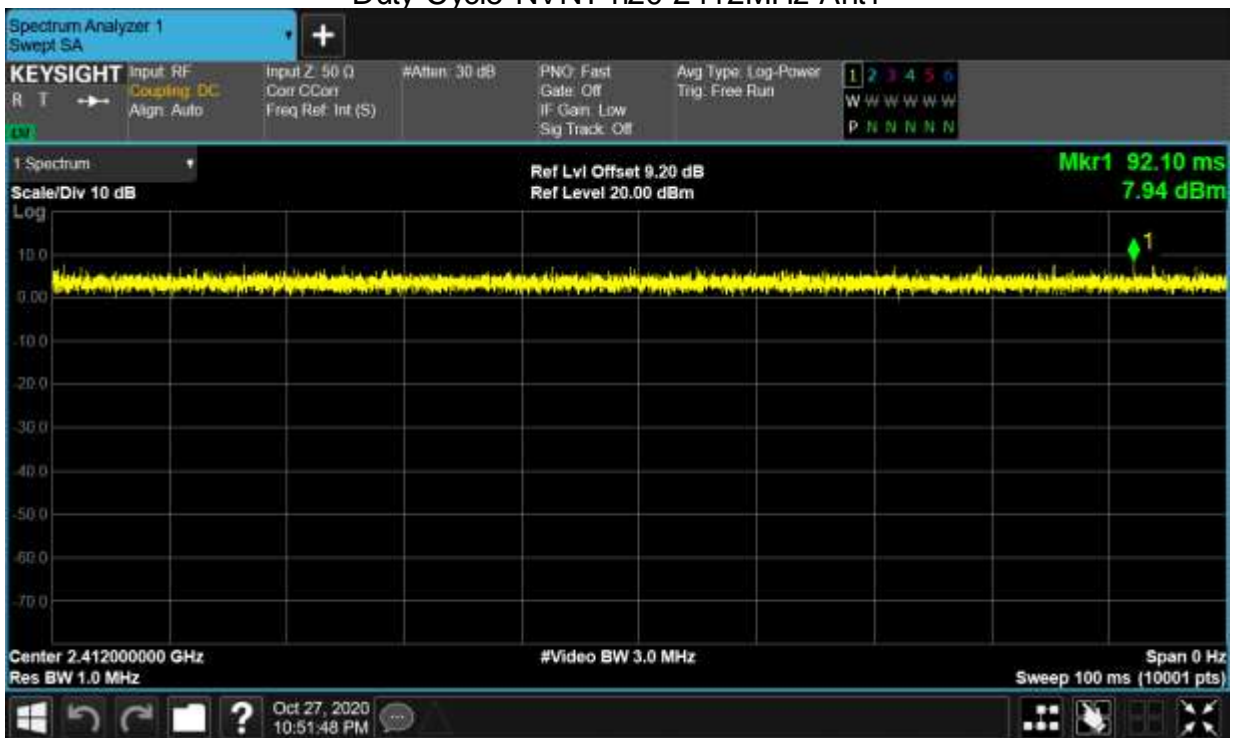 Spectrum Analyzer 1
Swept SA
+
KEYSIGHT
R T
Input: RF
Coupling: DC
Align: Auto
Input Z: 50 Ω
Corr CCorr
Freq Ref: Int (S)
#Atten: 30 dB
PNO: Fast
Gate: Off
IF Gain: Low
Sig Track: Off
Avg Type: Log-Power
Trig: Free Run
1 2 3 4 5 6
W W W W W W
P N N N N N
1 Spectrum
Scale/Div 10 dB
Log
Ref Lvl Offset 9.20 dB
Ref Level 20.00 dBm
Mkr1 92.10 ms
7.94 dBm
1
10.0
0.00
-10.0
-20.0
-30.0
-40.0
-50.0
-60.0
-70.0
Center 2.412000000 GHz
Res BW 1.0 MHz
#Video BW 3.0 MHz
Span 0 Hz
Sweep 100 ms (10001 pts)
?
Oct 27, 2020
10:51:48 PM